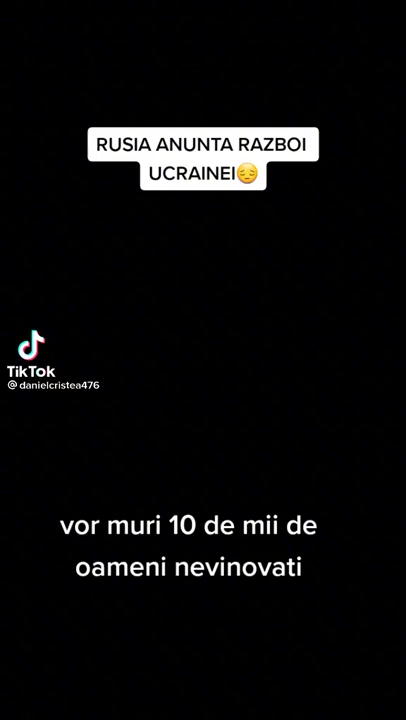 RUSIA ANUNTA RAZBOI
UCRAINEI😔
TikTok
@danielcristea476
vor muri 10 de mii de
oameni nevinovati